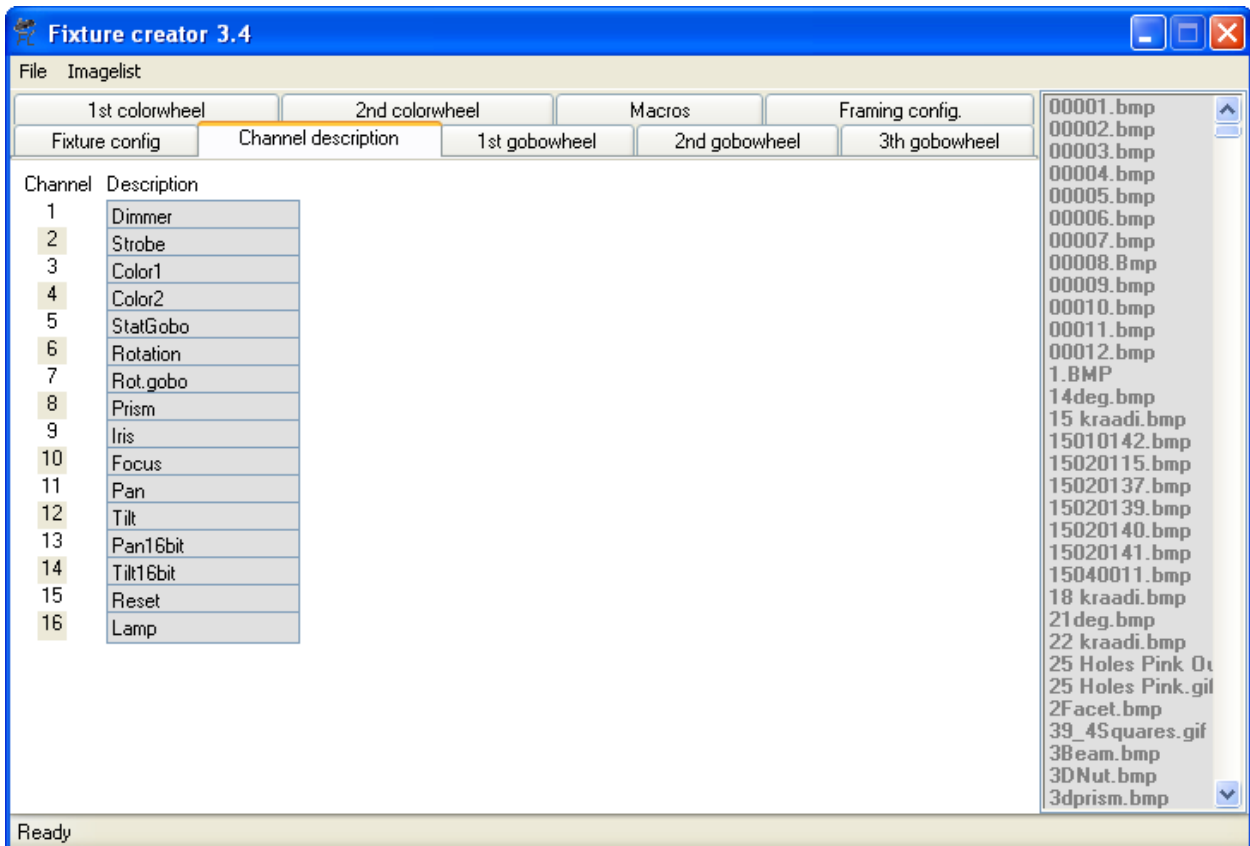 Fixture creator 3.4
File Imagelist
1st colorwheel 2nd colorwheel Macros Framing config.
Fixture config Channel description 1st gobowheel 2nd gobowheel 3th gobowheel
Channel Description
1 Dimmer
2 Strobe
3 Color1
4 Color2
5 StatGobo
6 Rotation
7 Rot.gobo
8 Prism
9 Iris
10 Focus
11 Pan
12 Tilt
13 Pan16bit
14 Tilt16bit
15 Reset
16 Lamp
00001.bmp
00002.bmp
00003.bmp
00004.bmp
00005.bmp
00006.bmp
00007.bmp
00008.Bmp
00009.bmp
00010.bmp
00011.bmp
00012.bmp
1.BMP
14deg.bmp
15 kraadi.bmp
15010142.bmp
15020115.bmp
15020137.bmp
15020139.bmp
15020140.bmp
15020141.bmp
15040011.bmp
18 kraadi.bmp
21deg.bmp
22 kraadi.bmp
25 Holes Pink Ou
25 Holes Pink.gif
2Facet.bmp
39_4Squares.gif
3Beam.bmp
3DNut.bmp
3dprism.bmp
Ready